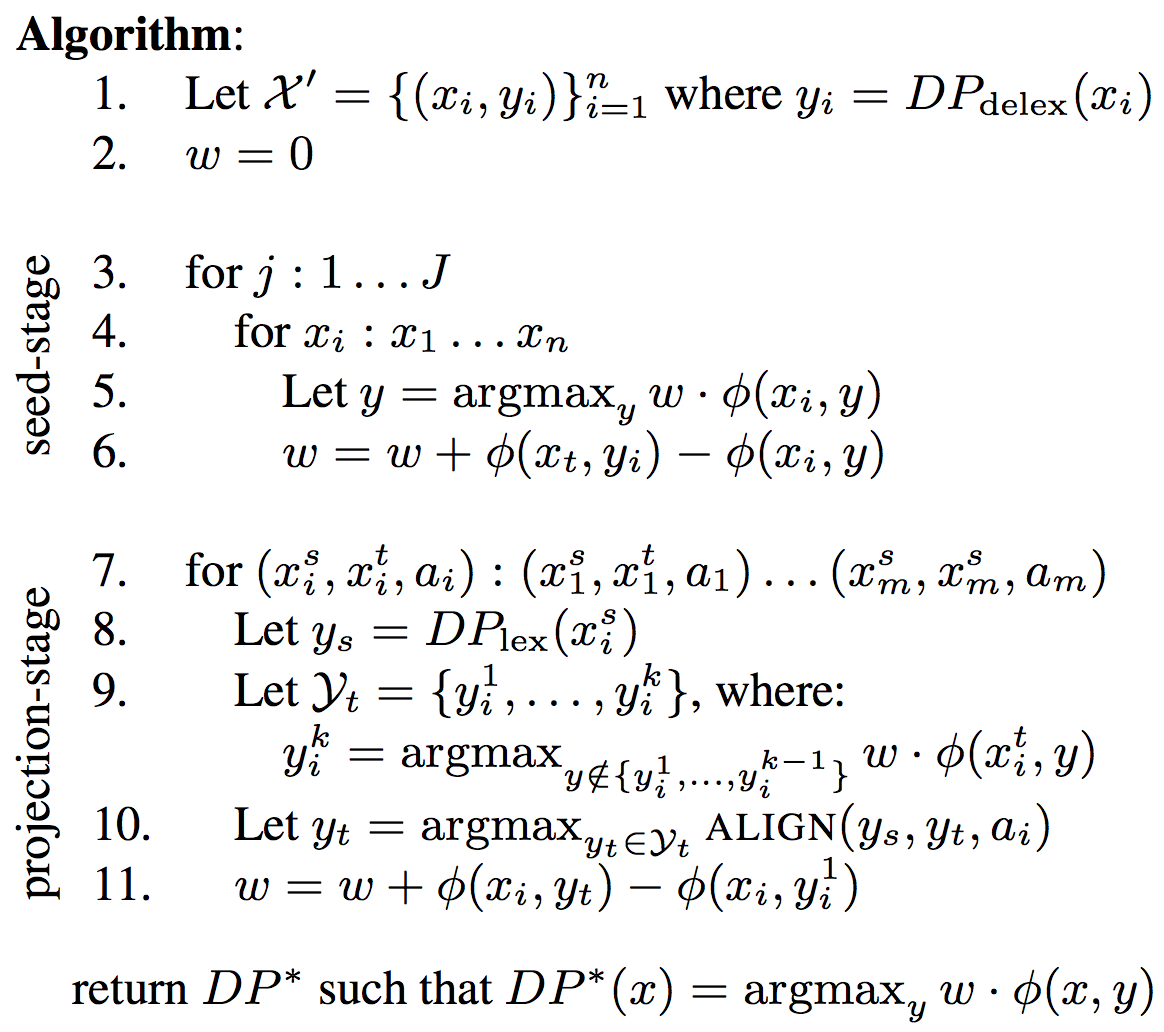 Algorithm:
1. Let 𝒳′ = {(xᵢ, yᵢ)}ⁿᵢ₌₁ where yᵢ = DP_delex(xᵢ)
2. w = 0
seed-stage
3. for j : 1 … J
4. for xᵢ : x₁ … xₙ
5. Let y = argmax_y w · ϕ(xᵢ, y)
6. w = w + ϕ(xₜ, yᵢ) − ϕ(xᵢ, y)
projection-stage
7. for (xᵢˢ, xᵢᵗ, aᵢ) : (x₁ˢ, x₁ᵗ, a₁) … (xₘˢ, xₘˢ, aₘ)
8. Let yₛ = DP_lex(xᵢˢ)
9. Let 𝒴ₜ = {yᵢ¹, …, yᵢᵏ}, where:
yᵢᵏ = argmax_{y∉{yᵢ¹,…,yᵢᵏ⁻¹}} w · ϕ(xᵢᵗ, y)
10. Let yₜ = argmax_{yₜ∈𝒴ₜ} ALIGN(yₛ, yₜ, aᵢ)
11. w = w + ϕ(xᵢ, yₜ) − ϕ(xᵢ, yᵢ¹)
return DP* such that DP*(x) = argmax_y w · ϕ(x, y)